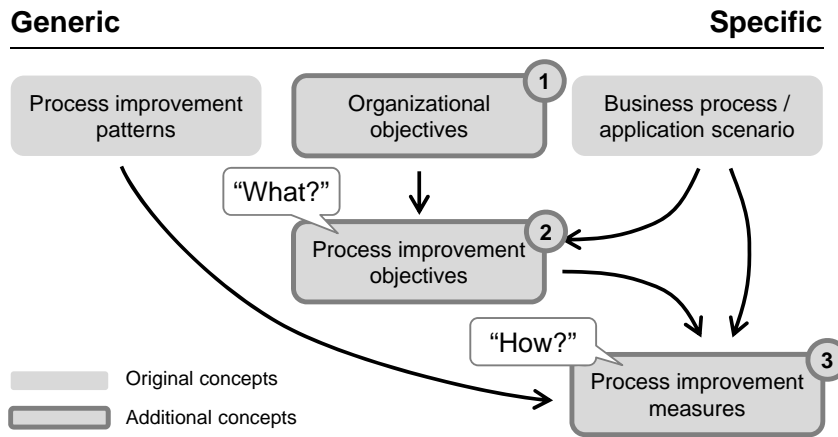 Generic
Specific
Process improvement
patterns
1
Organizational
objectives
Business process /
application scenario
“What?”
2
Process improvement
objectives
“How?”
3
Process improvement
measures
Original concepts
Additional concepts